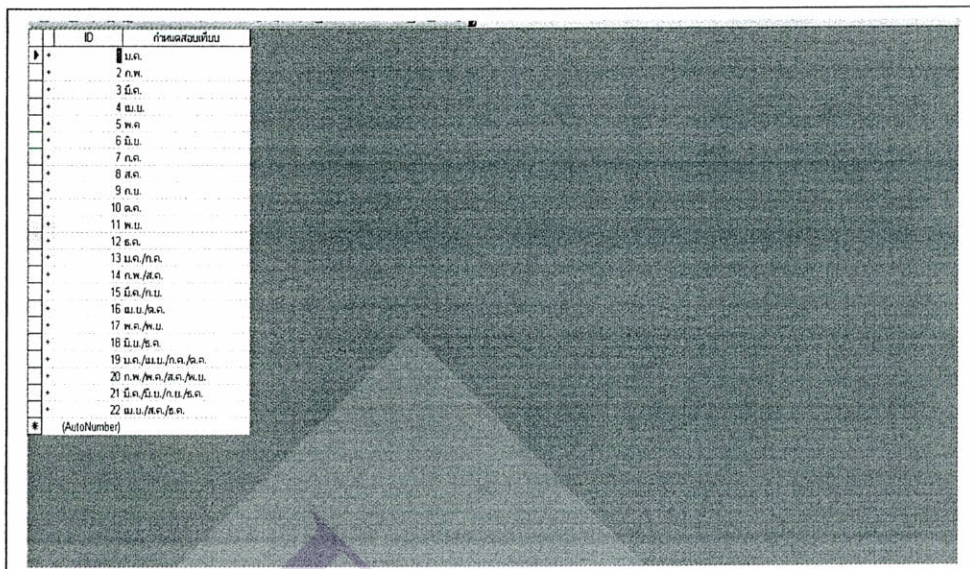 ID กำหนดสอบเทียบ
1 ม.ค.
2 ก.พ.
3 มี.ค.
4 เม.ย.
5 พ.ค
6 มิ.ย.
7 ก.ค.
8 ส.ค.
9 ก.ย.
10 ต.ค.
11 พ.ย.
12 ธ.ค.
13 ม.ค./ก.ค.
14 ก.พ./ส.ค.
15 มี.ค./ก.ย.
16 เม.ย./ต.ค.
17 พ.ค./พ.ย.
18 มิ.ย./ธ.ค.
19 ม.ค./เม.ย./ก.ค./ต.ค.
20 ก.พ./พ.ค./ส.ค./พ.ย.
21 มี.ค./มิ.ย./ก.ย./ธ.ค.
22 เม.ย./ส.ค./ธ.ค.
(AutoNumber)